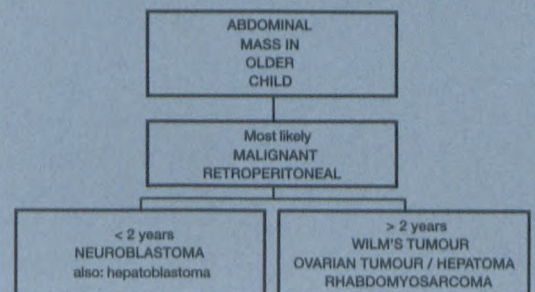 ABDOMINAL
MASS IN
OLDER
CHILD
Most likely
MALIGNANT
RETROPERITONEAL
< 2 years
NEUROBLASTOMA
also: hepatoblastoma
> 2 years
WILM'S TUMOUR
OVARIAN TUMOUR / HEPATOMA
RHABDOMYOSARCOMA